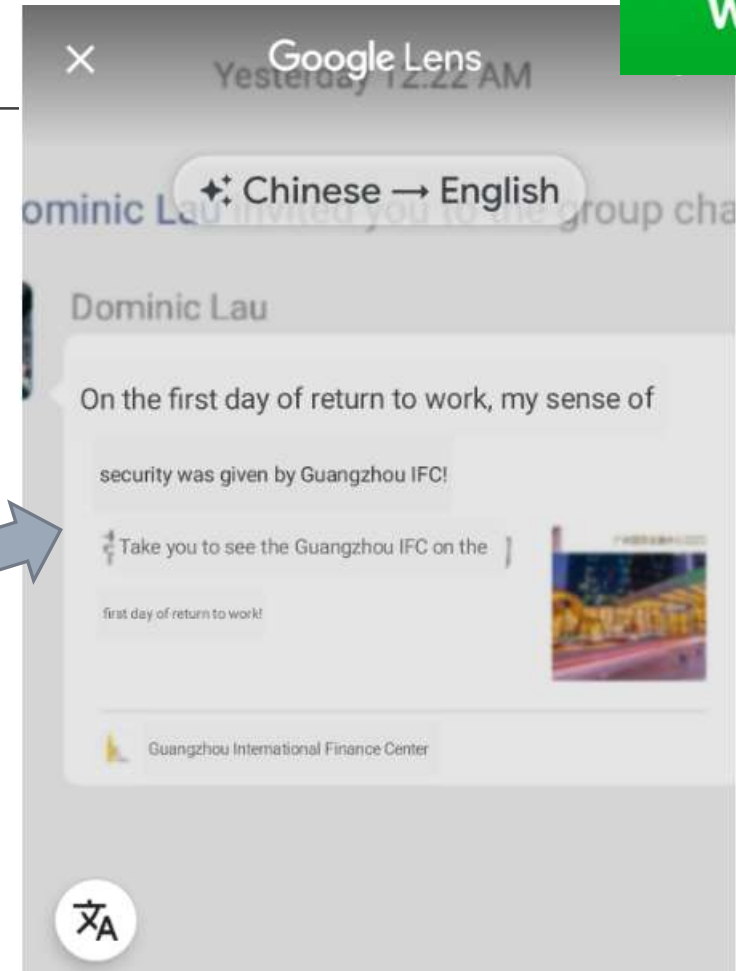 W
Google Lens
Yesterday 12:22 AM
Chinese → English
ominic Lau invited you to the group cha
Dominic Lau
On the first day of return to work, my sense of
security was given by Guangzhou IFC!
Take you to see the Guangzhou IFC on the
first day of return to work!
Guangzhou International Finance Center
文A